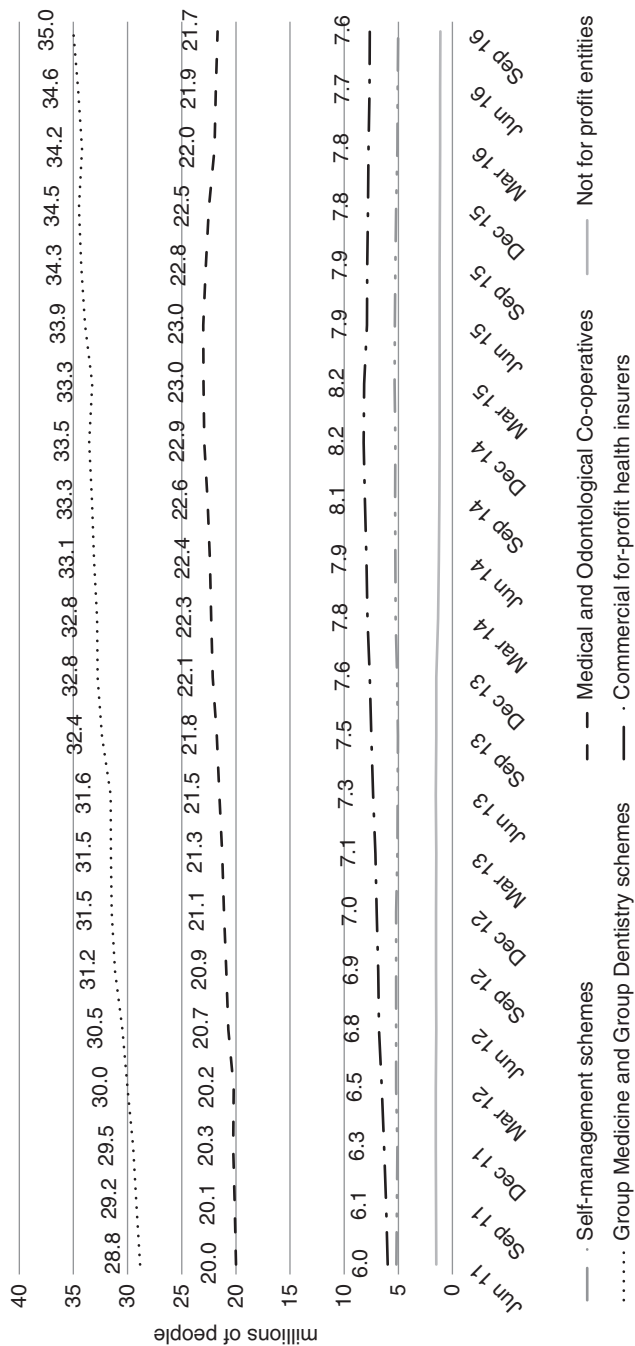 millions of people
40
35
30
25
20
15
10
5
0
28.8 29.2 29.5 30.0 30.5 31.2 31.5 31.5 31.6 32.4 32.8 32.8 33.1 33.3 33.5 33.3 33.9 34.3 34.5 34.2 34.6 35.0
20.0 20.1 20.3 20.2 20.7 20.9 21.1 21.3 21.5 21.8 22.1 22.3 22.4 22.6 22.9 23.0 23.0 22.8 22.5 22.0 21.9 21.7
6.0 6.1 6.3 6.5 6.8 6.9 7.0 7.1 7.3 7.5 7.6 7.8 7.9 8.1 8.2 8.2 7.9 7.9 7.8 7.8 7.7 7.6
Jun 11 Sep 11 Dec 11 Mar 12 Jun 12 Sep 12 Dec 12 Mar 13 Jun 13 Sep 13 Dec 13 Mar 14 Jun 14 Sep 14 Dec 14 Mar 15 Jun 15 Sep 15 Dec 15 Mar 16 Jun 16 Sep 16
Self-management schemes Medical and Odontological Co-operatives Not for profit entities
Group Medicine and Group Dentistry schemes Commercial for-profit health insurers